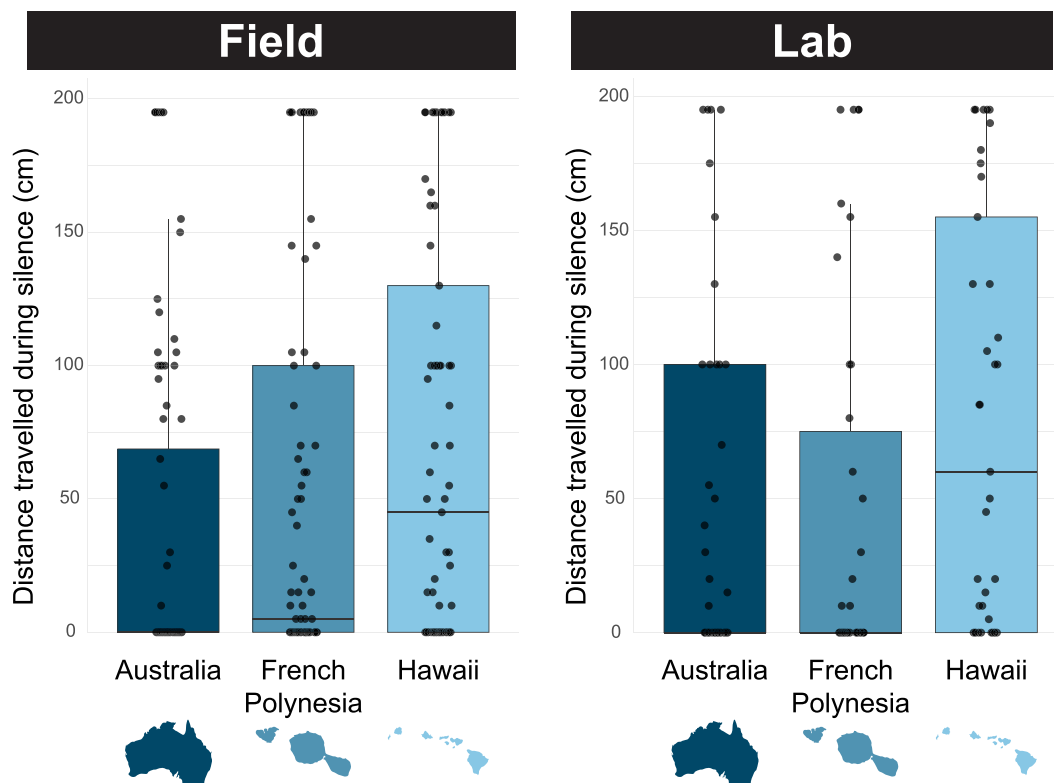 Field
Distance travelled during silence (cm)
200
150
100
50
0
Australia
French
Polynesia
Hawaii
Lab
Distance travelled during silence (cm)
200
150
100
50
0
Australia
French
Polynesia
Hawaii